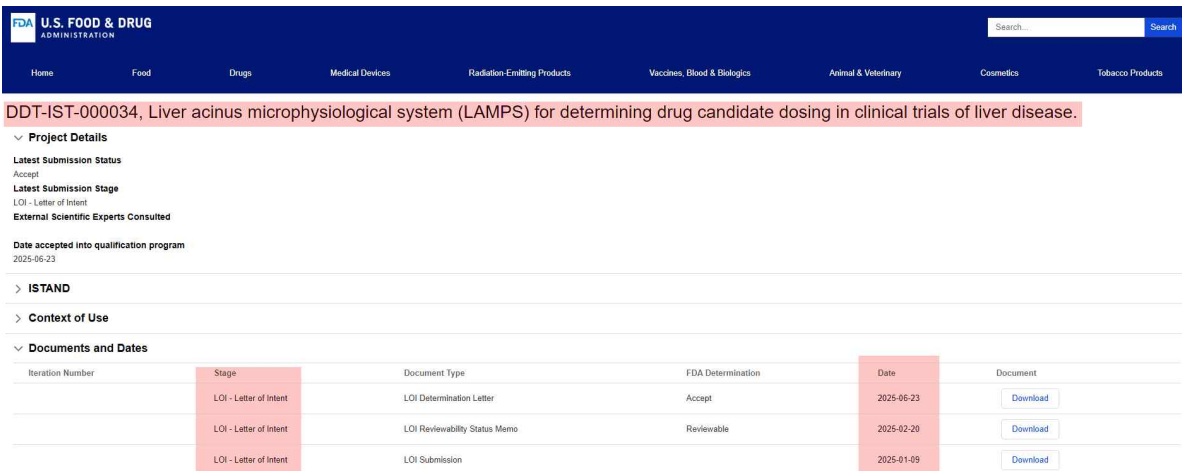 FDA U.S. FOOD & DRUG
ADMINISTRATION
Search... Search
Home Food Drugs Medical Devices Radiation-Emitting Products Vaccines, Blood & Biologics Animal & Veterinary Cosmetics Tobacco Products
DDT-IST-000034, Liver acinus microphysiological system (LAMPS) for determining drug candidate dosing in clinical trials of liver disease.
Project Details
Latest Submission Status
Accept
Latest Submission Stage
LOI - Letter of Intent
External Scientific Experts Consulted
Date accepted into qualification program
2025-06-23
ISTAND
Context of Use
Documents and Dates
Iteration Number Stage Document Type FDA Determination Date Document
LOI - Letter of Intent LOI Determination Letter Accept 2025-06-23 Download
LOI - Letter of Intent LOI Reviewability Status Memo Reviewable 2025-02-20 Download
LOI - Letter of Intent LOI Submission 2025-01-09 Download